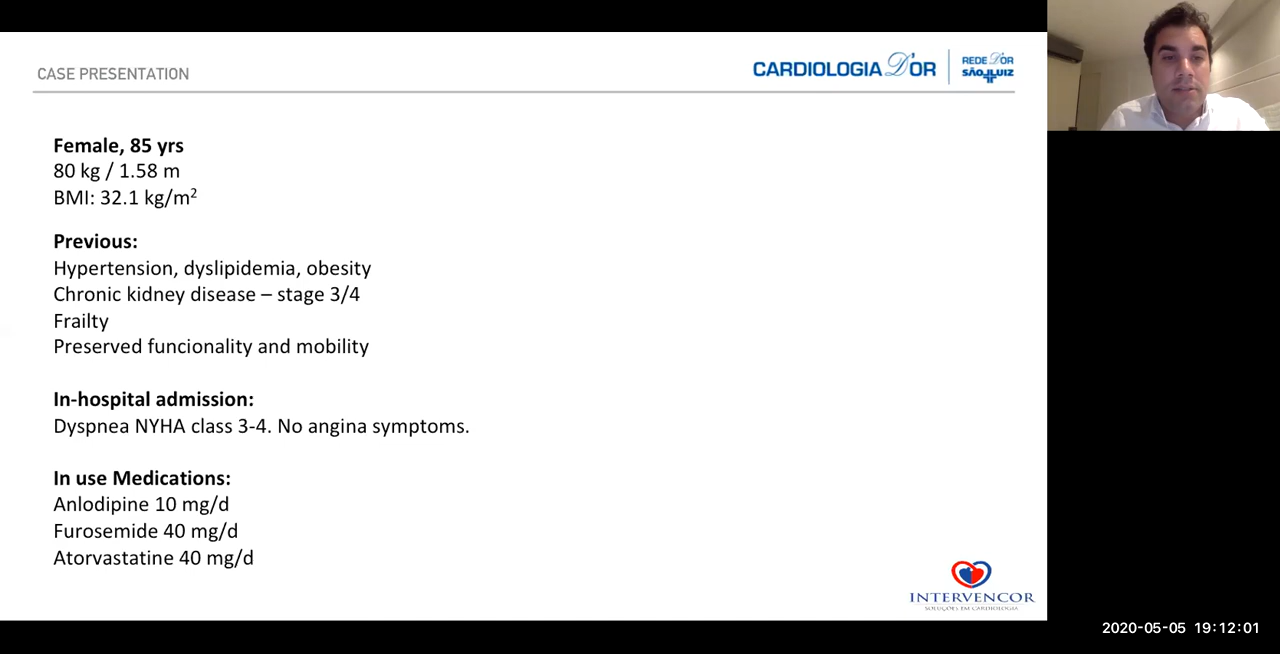 CASE PRESENTATION
CARDIOLOGIA D'OR
REDE D'OR
SÃO LUIZ
Female, 85 yrs
80 kg / 1.58 m
BMI: 32.1 kg/m²
Previous:
Hypertension, dyslipidemia, obesity
Chronic kidney disease – stage 3/4
Frailty
Preserved funcionality and mobility
In-hospital admission:
Dyspnea NYHA class 3-4. No angina symptoms.
In use Medications:
Anlodipine 10 mg/d
Furosemide 40 mg/d
Atorvastatine 40 mg/d
INTERVENCOR
SOLUÇÕES EM CARDIOLOGIA
2020-05-05 19:12:01